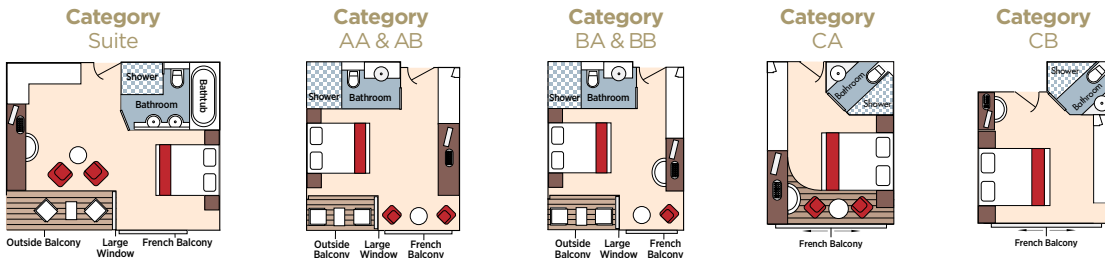 Category
Suite
Shower
Bathtub
Bathroom
Outside Balcony
Large
Window
French Balcony
Category
AA & AB
Shower
Bathroom
Outside
Balcony
Large
Window
French
Balcony
Category
BA & BB
Shower
Bathroom
Outside
Balcony
Large
Window
French
Balcony
Category
CA
Bathroom
Shower
French Balcony
Category
CB
Shower
Bathroom
French Balcony